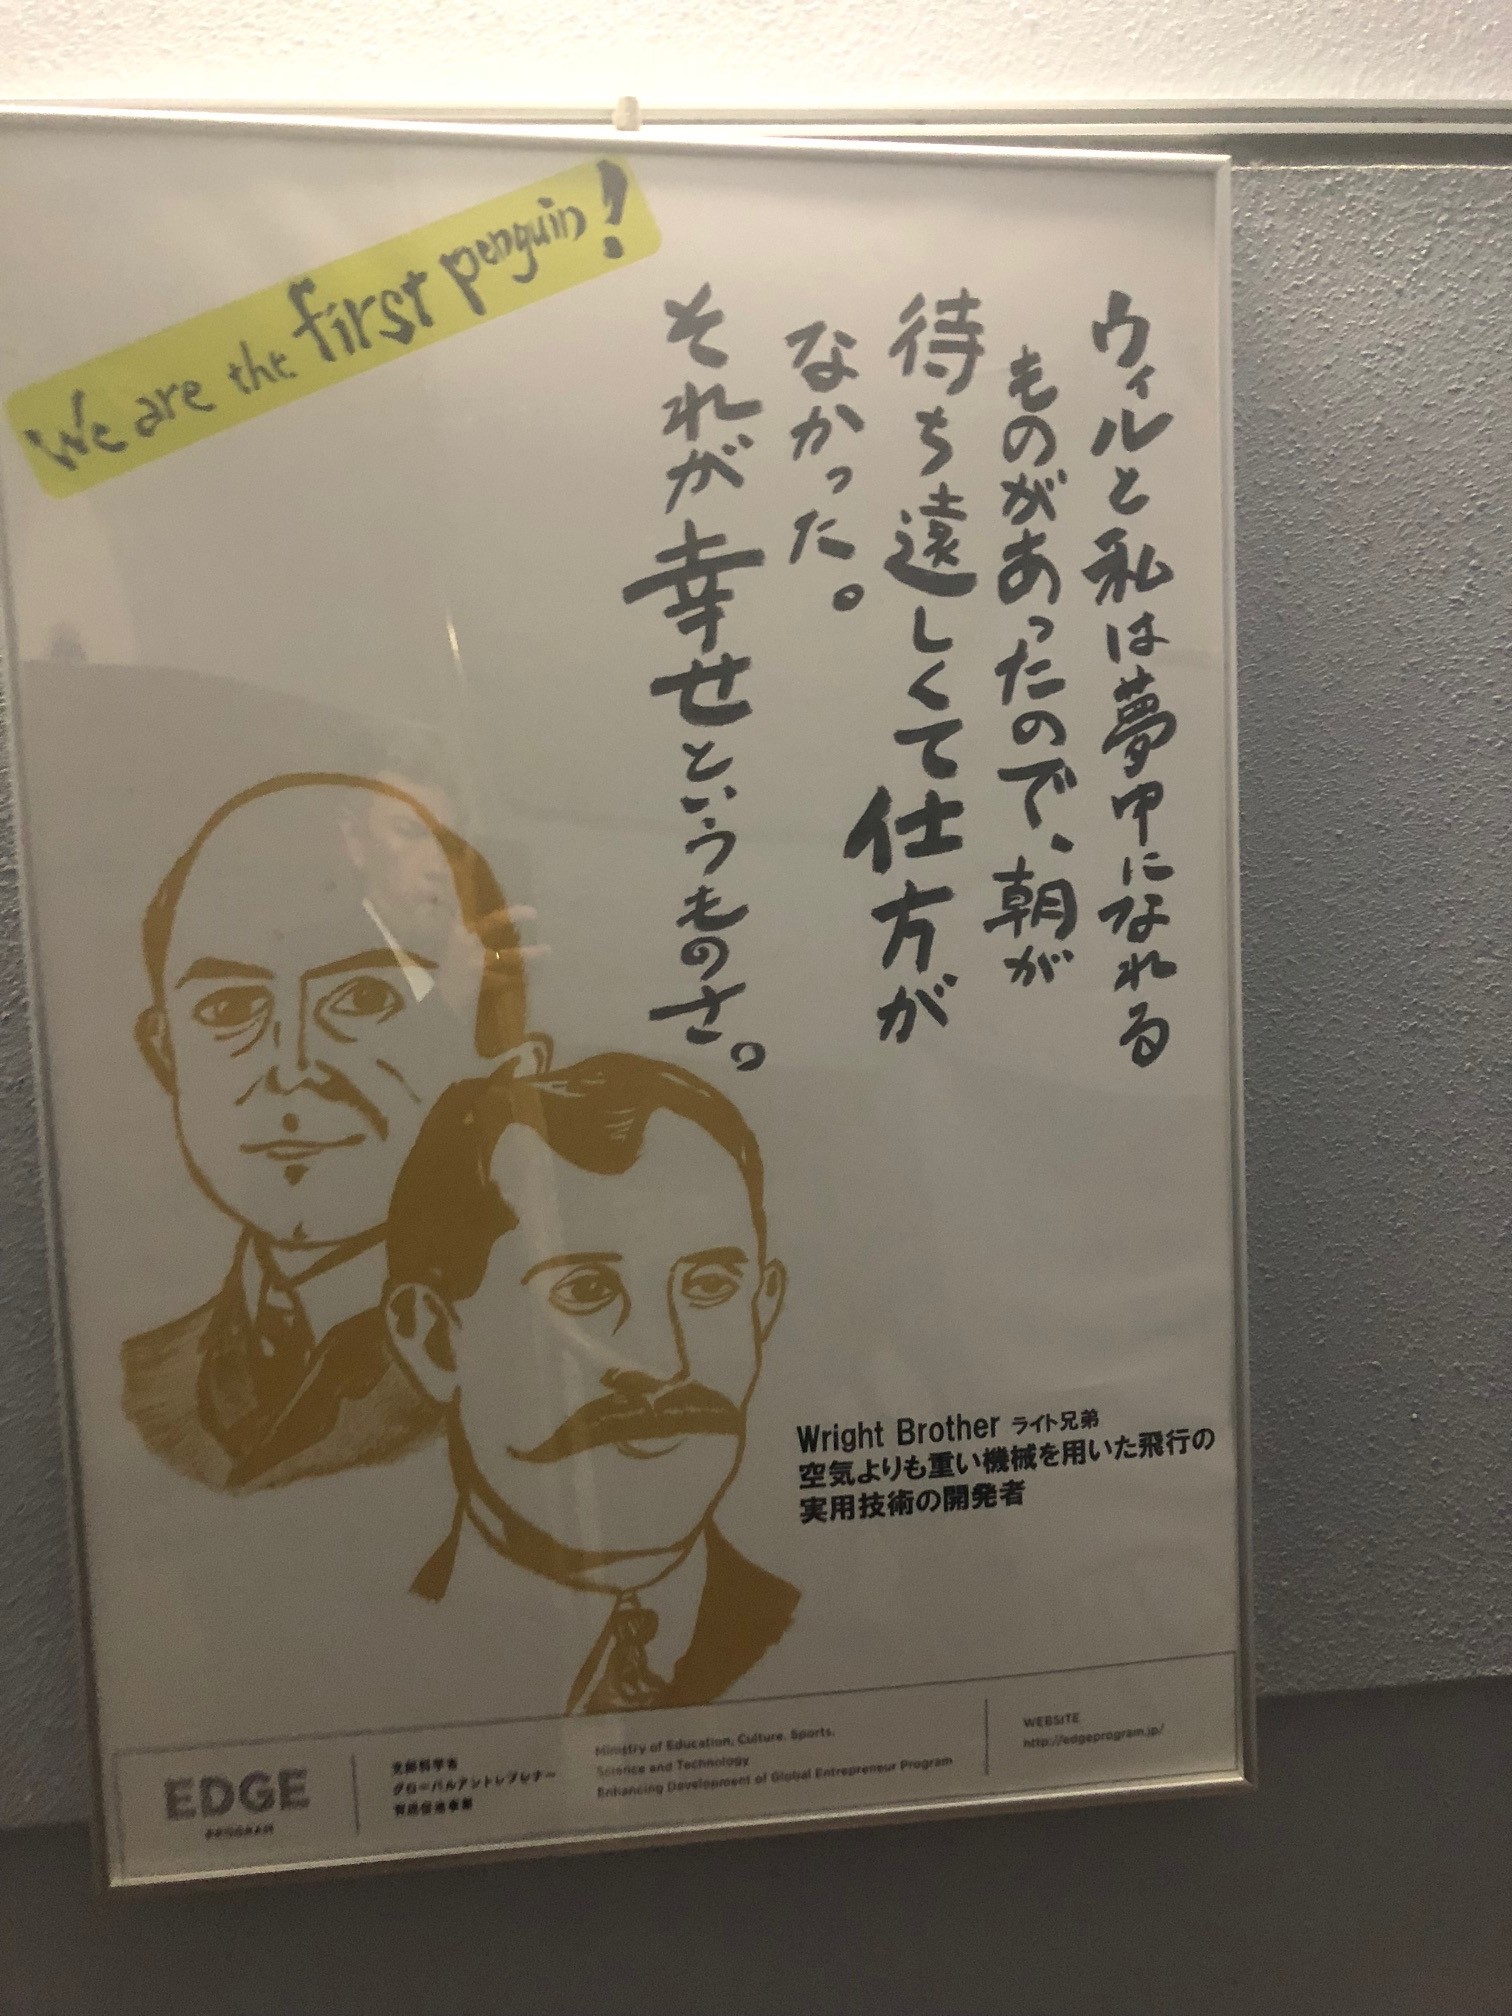 We are the first penguin!
ウィルと私は夢中になれる
ものがあったので、朝が
待ち遠しくて仕方が
なかった。
それが幸せというものさ。
Wright Brother ライト兄弟
空気よりも重い機械を用いた飛行の
実用技術の開発者
EDGE
PROGRAM
文部科学省
グローバルアントレプレナー
育成促進事業
Ministry of Education, Culture, Sports,
Science and Technology
Enhancing Development of Global Entrepreneur Program
WEBSITE
http://edgeprogram.jp/